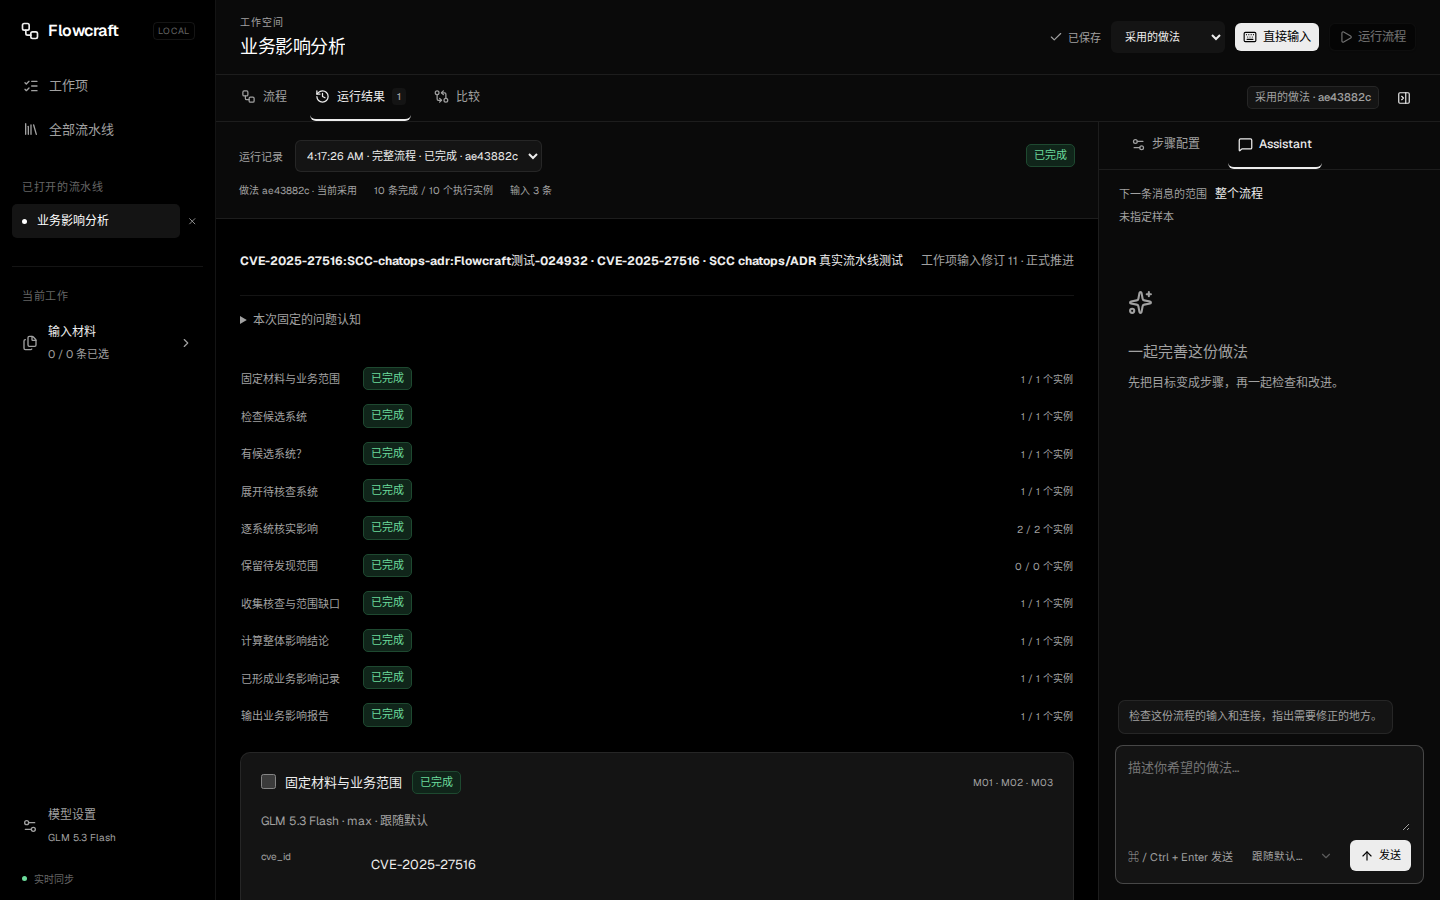 Flowcraft
LOCAL
工作项
全部流水线
已打开的流水线
业务影响分析
当前工作
输入材料
0 / 0 条已选
模型设置
GLM 5.3 Flash
实时同步
工作空间
业务影响分析
已保存
采用的做法
直接输入
运行流程
流程
运行结果 1
比较
采用的做法 · ae43882c
运行记录
4:17:26 AM · 完整流程 · 已完成 · ae43882c
已完成
做法 ae43882c · 当前采用
10 条完成 / 10 个执行实例
输入 3 条
CVE-2025-27516:SCC-chatops-adr:Flowcraft测试-024932 · CVE-2025-27516 · SCC chatops/ADR 真实流水线测试
工作项输入修订 11 · 正式推进
本次固定的问题认知
固定材料与业务范围 已完成 1 / 1 个实例
检查候选系统 已完成 1 / 1 个实例
有候选系统? 已完成 1 / 1 个实例
展开待核查系统 已完成 1 / 1 个实例
逐系统核实影响 已完成 2 / 2 个实例
保留待发现范围 已完成 0 / 0 个实例
收集核查与范围缺口 已完成 1 / 1 个实例
计算整体影响结论 已完成 1 / 1 个实例
已形成业务影响记录 已完成 1 / 1 个实例
输出业务影响报告 已完成 1 / 1 个实例
固定材料与业务范围 已完成 M01 · M02 · M03
GLM 5.3 Flash · max · 跟随默认
cve_id
CVE-2025-27516
步骤配置
Assistant
下一条消息的范围 整个流程
未指定样本
一起完善这份做法
先把目标变成步骤，再一起检查和改进。
检查这份流程的输入和连接，指出需要修正的地方。
描述你希望的做法...
⌘ / Ctrl + Enter 发送
跟随默认...
发送